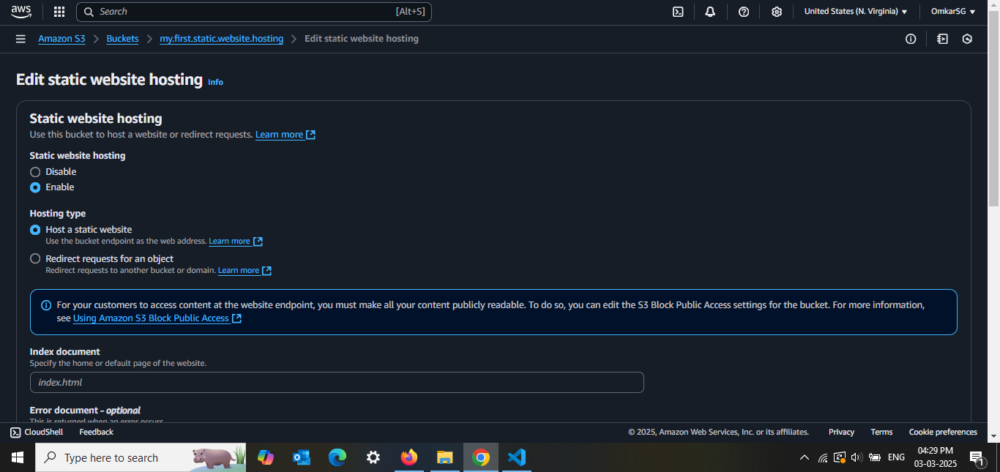 aws Search [Alt+S] United States (N. Virginia) OmkarSG
Amazon S3 Buckets my.first.static.website.hosting Edit static website hosting
Edit static website hosting Info
Static website hosting
Use this bucket to host a website or redirect requests. Learn more
Static website hosting
Disable
Enable
Hosting type
Host a static website
Use the bucket endpoint as the web address. Learn more
Redirect requests for an object
Redirect requests to another bucket or domain. Learn more
For your customers to access content at the website endpoint, you must make all your content publicly readable. To do so, you can edit the S3 Block Public Access settings for the bucket. For more information,
see Using Amazon S3 Block Public Access
Index document
Specify the home or default page of the website.
index.html
Error document - optional
This is returned when an error occurs.
CloudShell Feedback © 2025, Amazon Web Services, Inc. or its affiliates. Privacy Terms Cookie preferences
Type here to search ENG 04:29 PM
03-03-2025 1